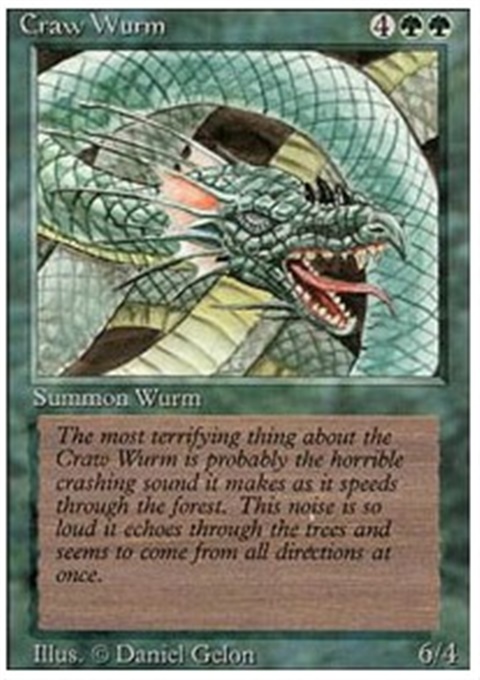 Craw Wurm 4
Summon Wurm
The most terrifying thing about the
Craw Wurm is probably the horrible
crashing sound it makes as it speeds
through the forest. This noise is so
loud it echoes through the trees and
seems to come from all directions at
once.
Illus. © Daniel Gelon 6/4